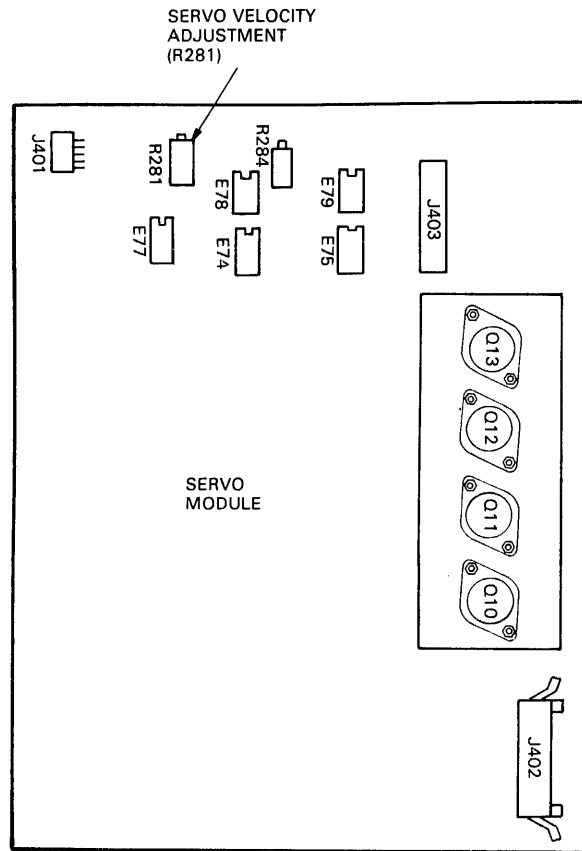 SERVO VELOCITY
ADJUSTMENT
(R281)
J401
R281
R284
E78
E79
J403
E77
E74
E75
Q13
Q12
SERVO
MODULE
Q11
Q10
J402